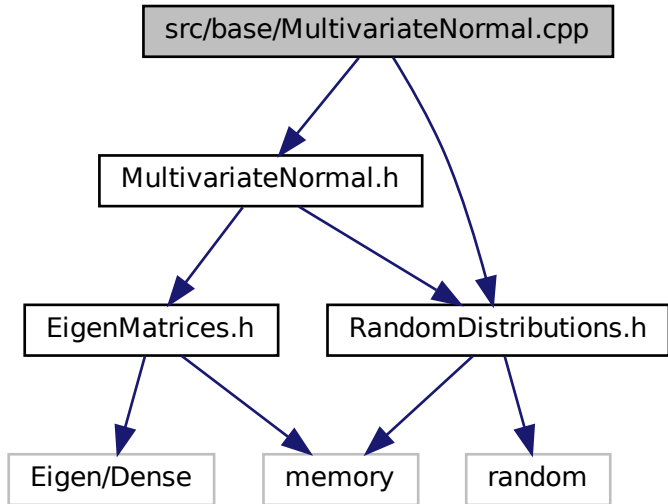 src/base/MultivariateNormal.cpp
MultivariateNormal.h
EigenMatrices.h
RandomDistributions.h
Eigen/Dense
memory
random